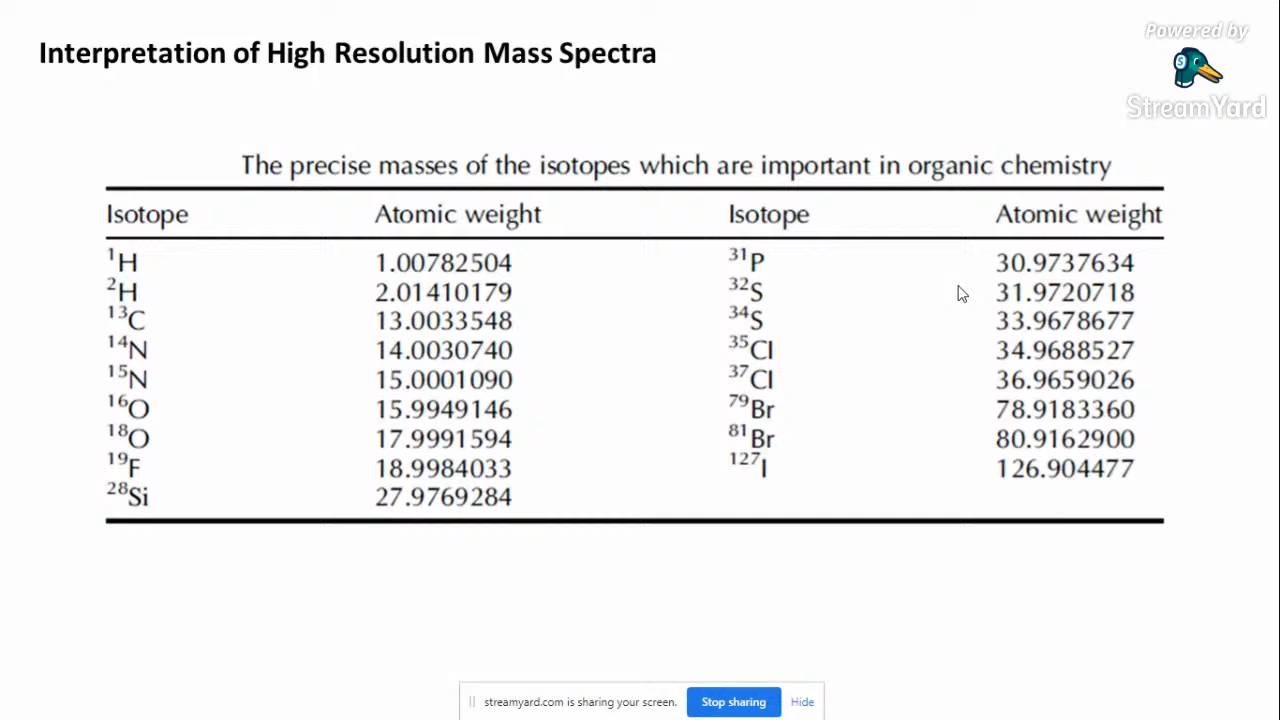 Interpretation of High Resolution Mass Spectra
Powered by
S
StreamYard
The precise masses of the isotopes which are important in organic chemistry
Isotope Atomic weight Isotope Atomic weight
¹H 1.00782504 ³¹P 30.9737634
²H 2.01410179 ³²S 31.9720718
¹³C 13.0033548 ³⁴S 33.9678677
¹⁴N 14.0030740 ³⁵Cl 34.9688527
¹⁵N 15.0001090 ³⁷Cl 36.9659026
¹⁶O 15.9949146 ⁷⁹Br 78.9183360
¹⁸O 17.9991594 ⁸¹Br 80.9162900
¹⁹F 18.9984033 ¹²⁷I 126.904477
²⁸Si 27.9769284
streamyard.com is sharing your screen. Stop sharing Hide